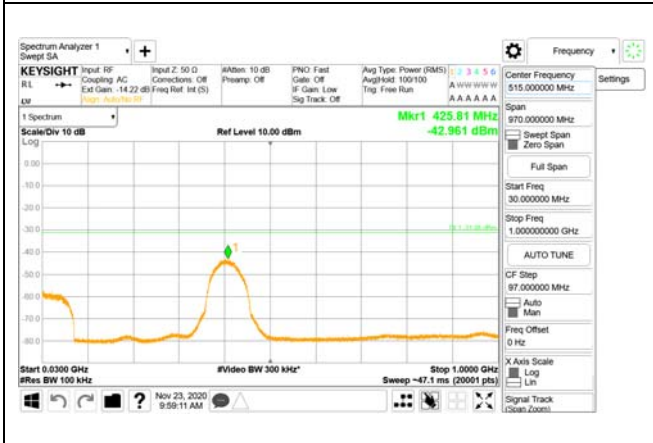 Spectrum Analyzer 1
Swept SA
+
Frequency
KEYSIGHT
Input: RF
Input Z: 50 Ω
#Atten: 10 dB
PNO: Fast
Avg Type: Power (RMS)
1 2 3 4 5 6
RL
Coupling: AC
Corrections: Off
Preamp: Off
Gate: Off
Avg|Hold: 100/100
A W W W W W
Ext Gain: -14.22 dB
Freq Ref: Int (S)
IF Gain: Low
Trig: Free Run
Align: Auto/No RF
Sig Track: Off
A A A A A A
1 Spectrum
Mkr1 425.81 MHz
Scale/Div 10 dB
Ref Level 10.00 dBm
-42.961 dBm
Log
0.00
-10.0
-20.0
-30.0
-40.0
-50.0
-60.0
-70.0
-80.0
1
Start 0.0300 GHz
#Video BW 300 kHz*
Stop 1.0000 GHz
#Res BW 100 kHz
Sweep ~47.1 ms (20001 pts)
Center Frequency
515.000000 MHz
Settings
Span
970.000000 MHz
Swept Span
Zero Span
Full Span
Start Freq
30.000000 MHz
Stop Freq
1.000000000 GHz
AUTO TUNE
CF Step
97.000000 MHz
Auto
Man
Freq Offset
0 Hz
X Axis Scale
Log
Lin
Signal Track
(Span Zoom)
?
Nov 23, 2020
9:59:11 AM